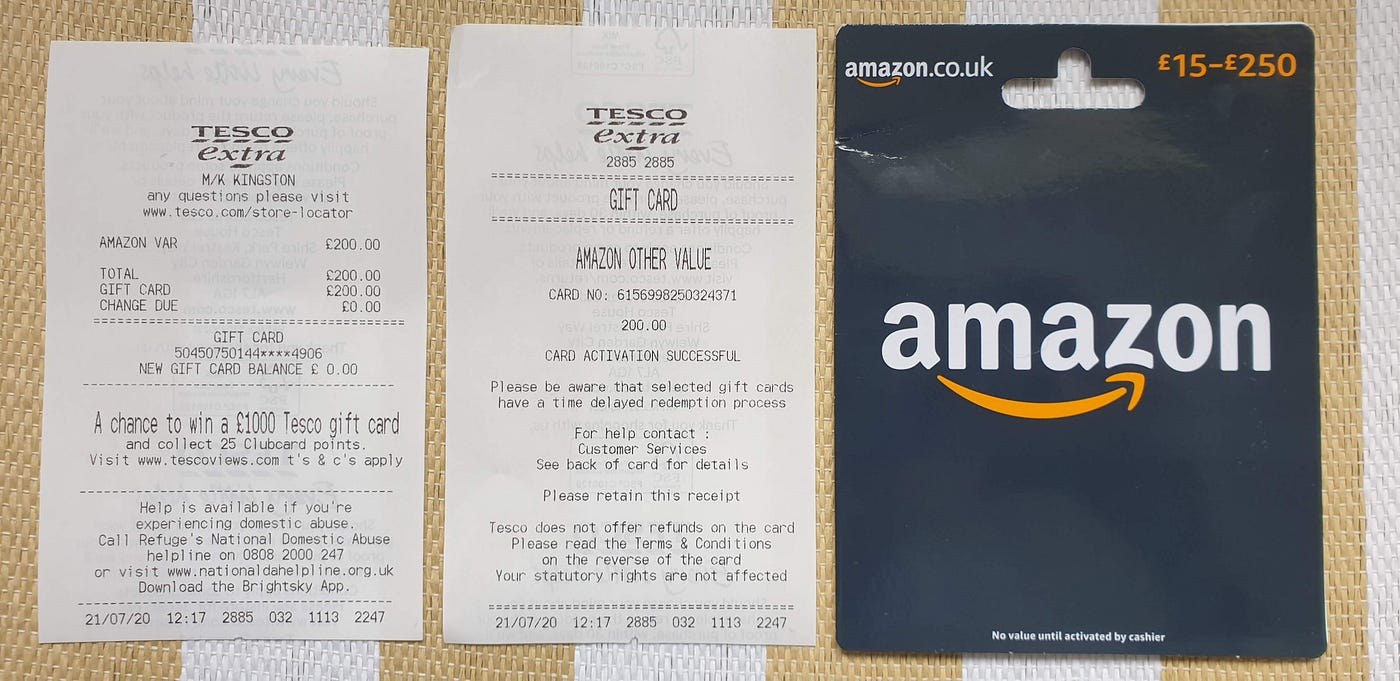 TESCO
extra
M/K KINGSTON
any questions please visit
www.tesco.com/store-locator
AMAZON VAR £200.00
TOTAL £200.00
GIFT CARD £200.00
CHANGE DUE £0.00
GIFT CARD
50450750144****4906
NEW GIFT CARD BALANCE £ 0.00
A chance to win a £1000 Tesco gift card
and collect 25 Clubcard points.
Visit www.tescoviews.com t's & c's apply
Help is available if you're
experiencing domestic abuse.
Call Refuge's National Domestic Abuse
helpline on 0808 2000 247
or visit www.nationaldahelpline.org.uk
Download the Brightsky App.
21/07/20 12:17 2885 032 1113 2247
TESCO
extra
2885 2885
GIFT CARD
AMAZON OTHER VALUE
CARD NO: 6156998250324371
200.00
CARD ACTIVATION SUCCESSFUL
Please be aware that selected gift cards
have a time delayed redemption process
For help contact :
Customer Services
See back of card for details
Please retain this receipt
Tesco does not offer refunds on the card
Please read the Terms & Conditions
on the reverse of the card
Your statutory rights are not affected
21/07/20 12:17 2885 032 1113 2247
amazon.co.uk £15-£250
amazon
No value until activated by cashier